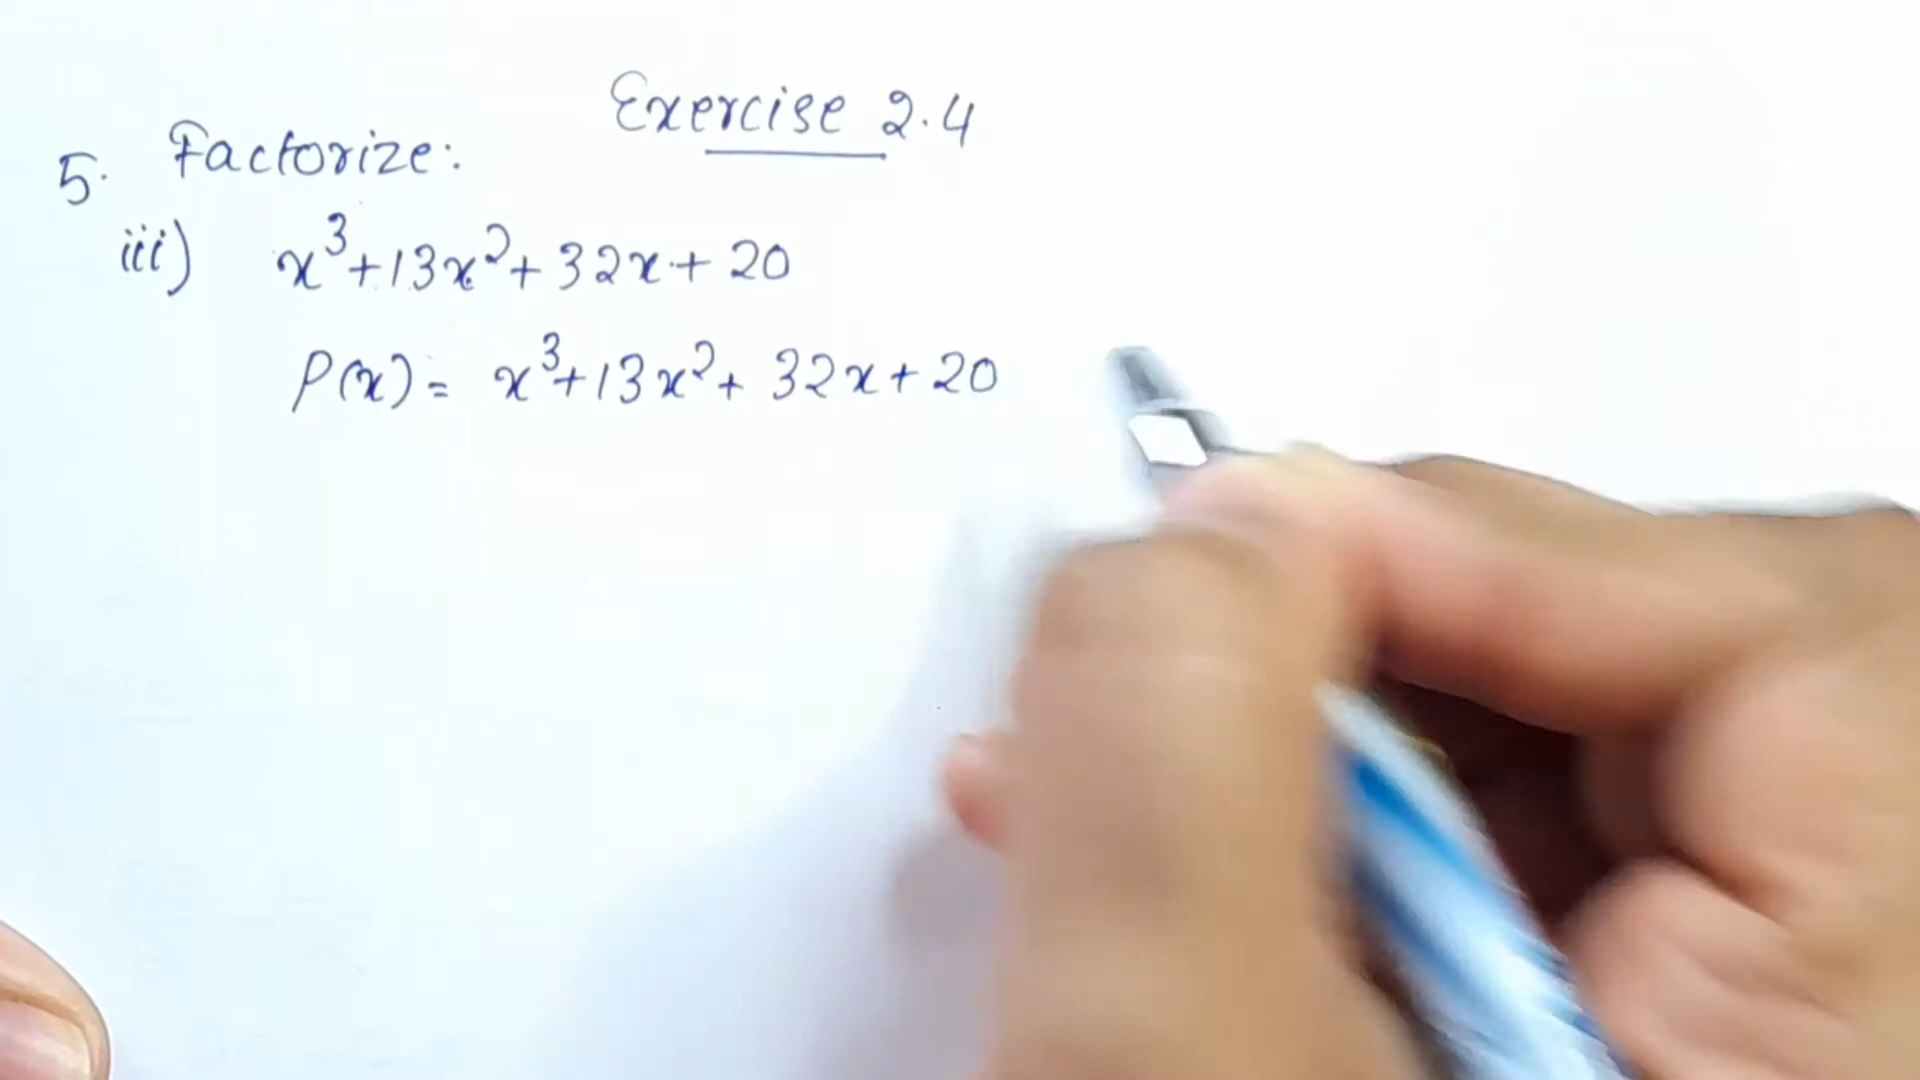 Exercise 2.4
5. Factorize:
iii) x³+13x²+32x+20
P(x)= x³+13x²+32x+20